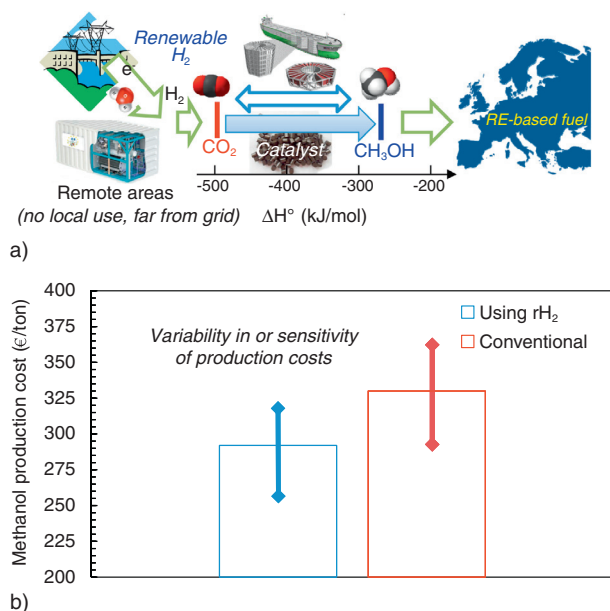 a)
Renewable
H₂
e⁻
H₂
CO₂
Catalyst
CH₃OH
RE-based fuel
Remote areas
(no local use, far from grid)
-500 -400 -300 -200
ΔH° (kJ/mol)
a)
400
375
350
325
300
275
250
225
200
Methanol production cost (€/ton)
Variability in or sensitivity
of production costs
Using rH₂
Conventional
b)